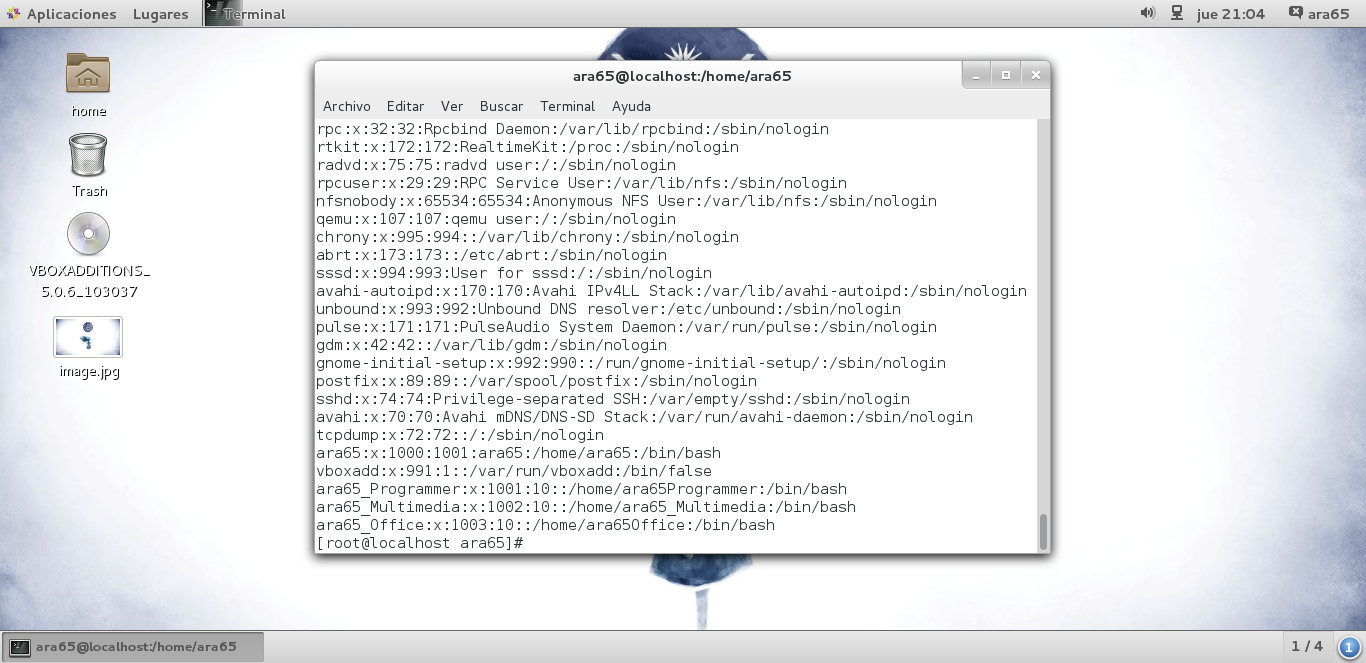 Aplicaciones Lugares Terminal jue 21:04 ara65
home
Trash
VBOXADDITIONS_
5.0.6_103037
image.jpg
ara65@localhost:/home/ara65
Archivo Editar Ver Buscar Terminal Ayuda
rpc:x:32:32:Rpcbind Daemon:/var/lib/rpcbind:/sbin/nologin
rtkit:x:172:172:RealtimeKit:/proc:/sbin/nologin
radvd:x:75:75:radvd user:/:/sbin/nologin
rpcuser:x:29:29:RPC Service User:/var/lib/nfs:/sbin/nologin
nfsnobody:x:65534:65534:Anonymous NFS User:/var/lib/nfs:/sbin/nologin
qemu:x:107:107:qemu user:/:/sbin/nologin
chrony:x:995:994::/var/lib/chrony:/sbin/nologin
abrt:x:173:173::/etc/abrt:/sbin/nologin
sssd:x:994:993:User for sssd:/:/sbin/nologin
avahi-autoipd:x:170:170:Avahi IPv4LL Stack:/var/lib/avahi-autoipd:/sbin/nologin
unbound:x:993:992:Unbound DNS resolver:/etc/unbound:/sbin/nologin
pulse:x:171:171:PulseAudio System Daemon:/var/run/pulse:/sbin/nologin
gdm:x:42:42::/var/lib/gdm:/sbin/nologin
gnome-initial-setup:x:992:990::/run/gnome-initial-setup/:/sbin/nologin
postfix:x:89:89::/var/spool/postfix:/sbin/nologin
sshd:x:74:74:Privilege-separated SSH:/var/empty/sshd:/sbin/nologin
avahi:x:70:70:Avahi mDNS/DNS-SD Stack:/var/run/avahi-daemon:/sbin/nologin
tcpdump:x:72:72::/:/sbin/nologin
ara65:x:1000:1001:ara65:/home/ara65:/bin/bash
vboxadd:x:991:1::/var/run/vboxadd:/bin/false
ara65_Programmer:x:1001:10::/home/ara65Programmer:/bin/bash
ara65_Multimedia:x:1002:10::/home/ara65_Multimedia:/bin/bash
ara65_Office:x:1003:10::/home/ara65Office:/bin/bash
[root@localhost ara65]#
ara65@localhost:/home/ara65 1 / 4 1